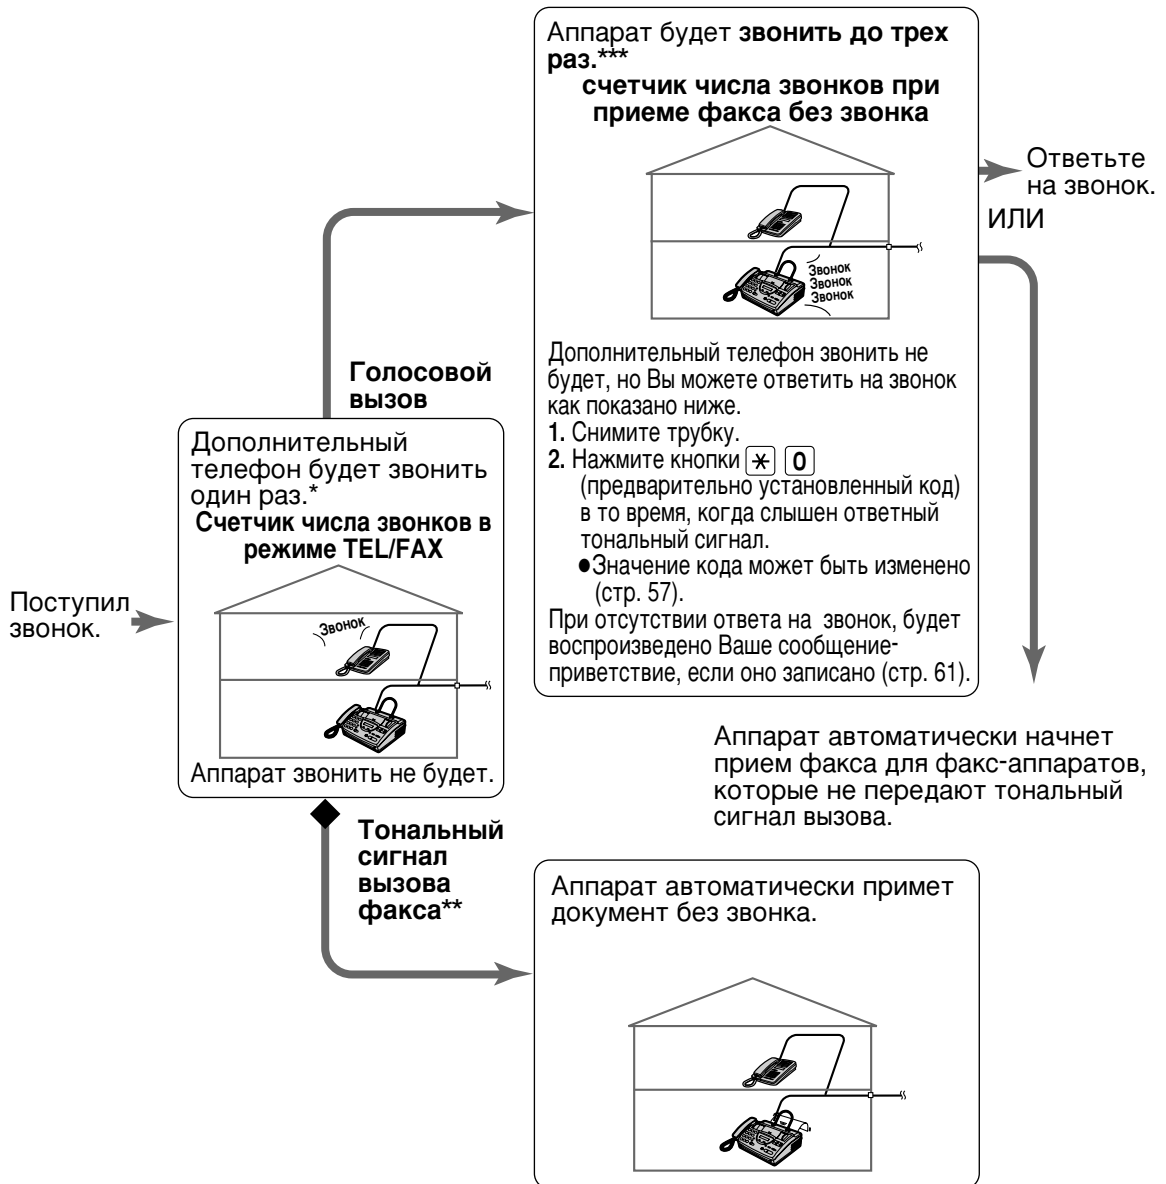 Поступил
звонок.
Дополнительный
телефон будет звонить
один раз.*
Счетчик числа звонков в
режиме TEL/FAX
Звонок
Аппарат звонить не будет.
Голосовой
вызов
Аппарат будет звонить до трех
раз.***
счетчик числа звонков при
приеме факса без звонка
Звонок
Звонок
Звонок
Дополнительный телефон звонить не
будет, но Вы можете ответить на звонок
как показано ниже.
1. Снимите трубку.
2. Нажмите кнопки * 0
(предварительно установленный код)
в то время, когда слышен ответный
тональный сигнал.
●Значение кода может быть изменено
(стр. 57).
При отсутствии ответа на звонок, будет
воспроизведено Ваше сообщение-
приветствие, если оно записано (стр. 61).
Ответьте
на звонок.
ИЛИ
Аппарат автоматически начнет
прием факса для факс-аппаратов,
которые не передают тональный
сигнал вызова.
Тональный
сигнал
вызова
факса**
Аппарат автоматически примет
документ без звонка.